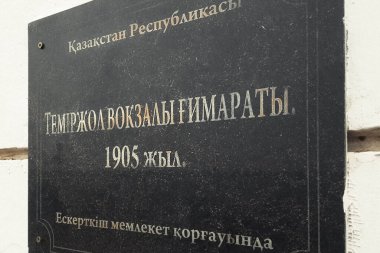 Қазақстан Республикасы
ТЕМІРЖОЛ ВОКЗАЛЫ ҒИМАРАТЫ.
1905 ЖЫЛ.
Ескерткіш мемлекет қорғауында